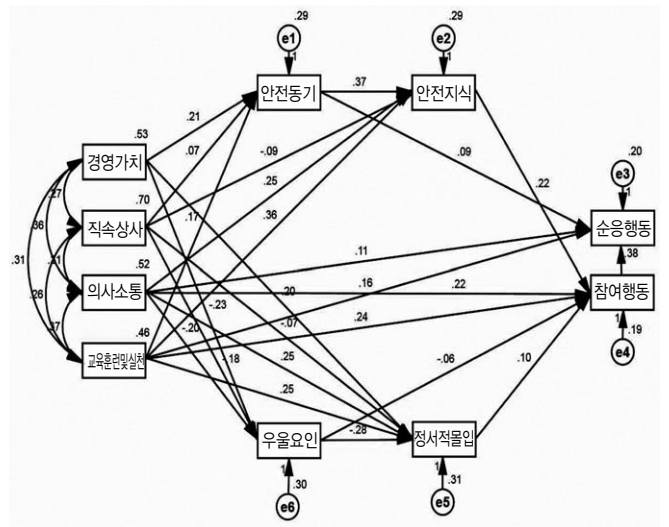 .29
.29
e1
e2
1
1
안전동기
.37
안전지식
.21
.53
.07
-.09
.20
경영가치
.09
.25
e3
.27
.22
1
.70
.36
.17
.36
직속상사
순응행동
.11
.38
.31
.21
.52
.16
.26
의사소통
.22
참여행동
.20
-.23
.24
1
.19
.37
.46
-.20
-.07
교육훈련및실천
-.18
.25
-.06
.10
e4
.25
우울요인
-.28
정서적몰입
1
.30
1
.31
e6
e5